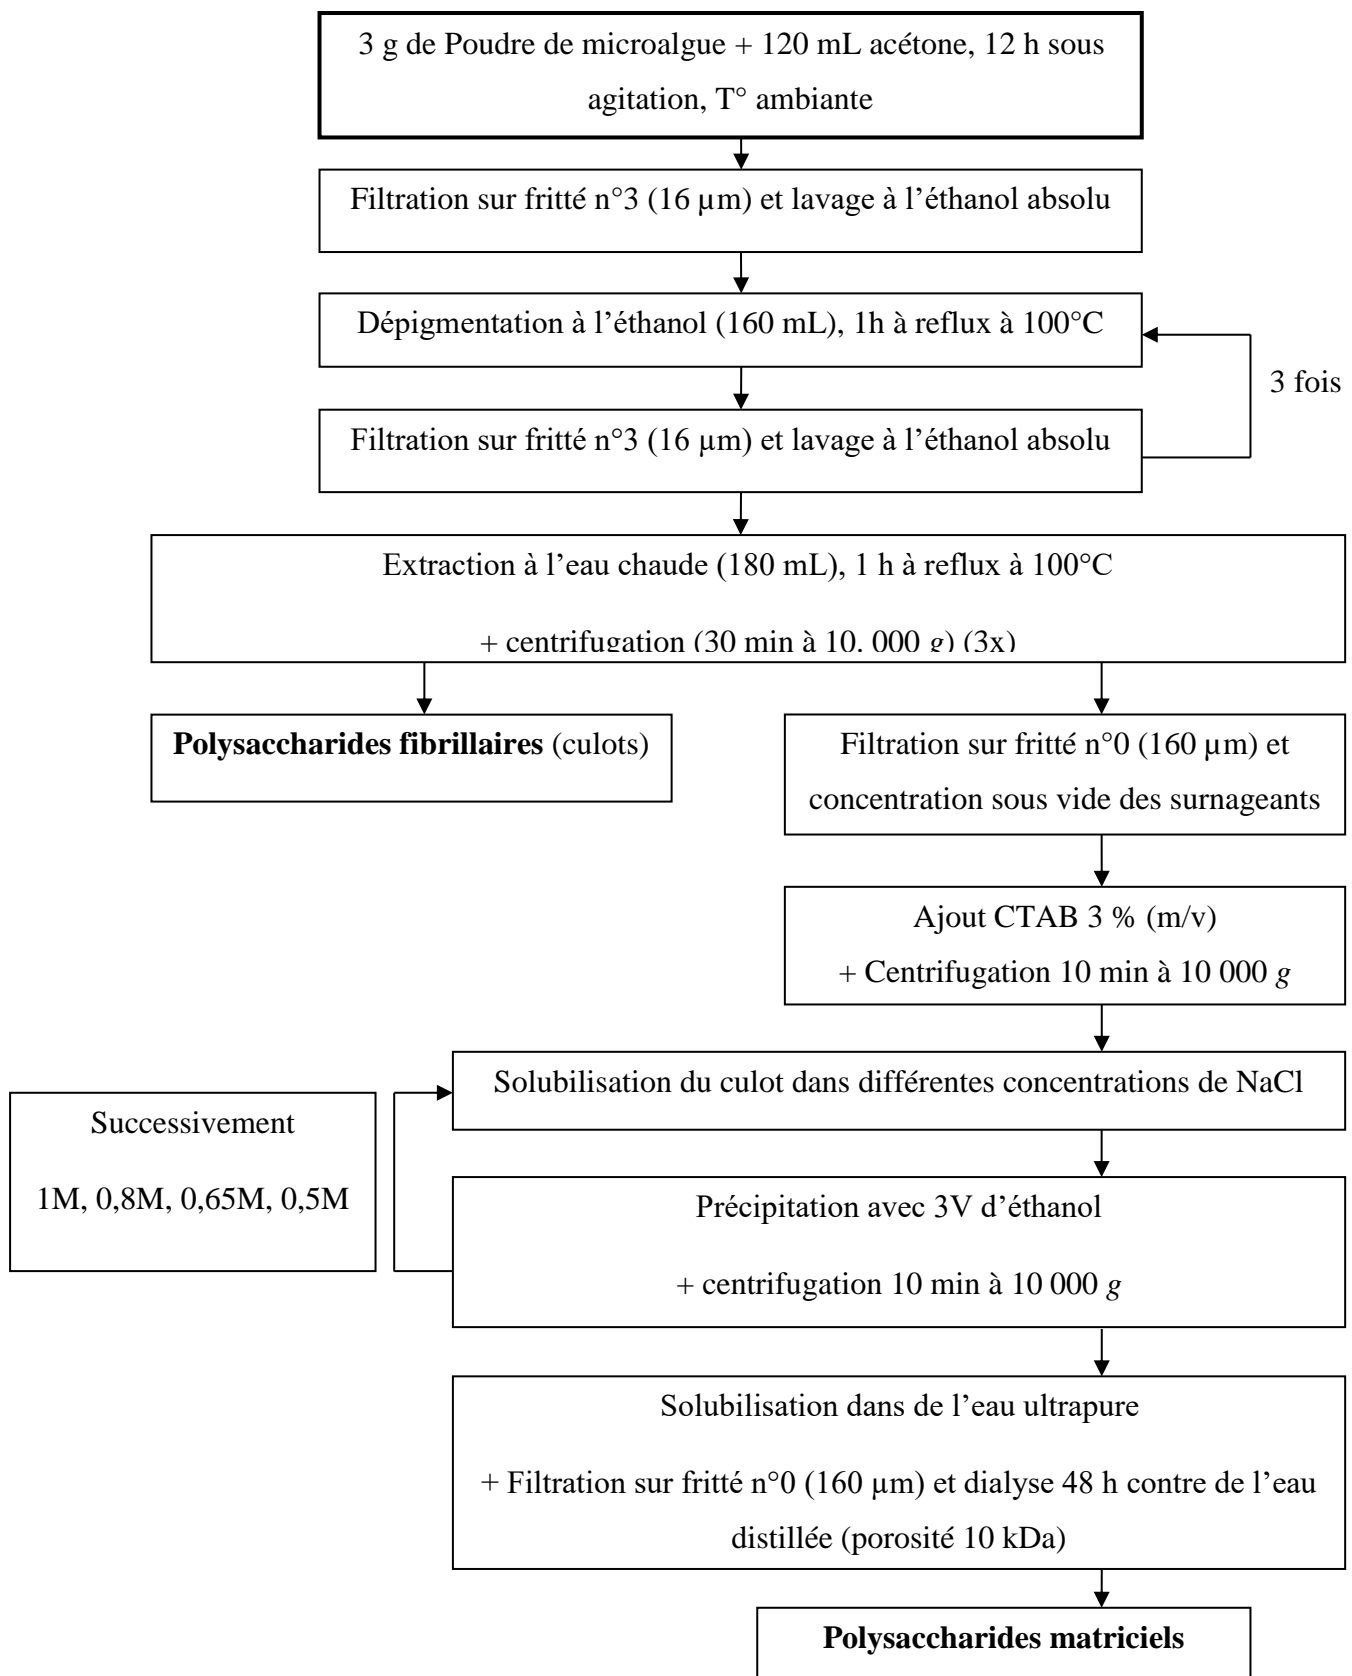 3 g de Poudre de microalgue + 120 mL acétone, 12 h sous
agitation, T° ambiante
Filtration sur fritté n°3 (16 µm) et lavage à l’éthanol absolu
Dépigmentation à l’éthanol (160 mL), 1h à reflux à 100°C
3 fois
Filtration sur fritté n°3 (16 µm) et lavage à l’éthanol absolu
Extraction à l’eau chaude (180 mL), 1 h à reflux à 100°C
+ centrifugation (30 min à 10. 000 g) (3x)
Polysaccharides fibrillaires (culots)
Filtration sur fritté n°0 (160 µm) et
concentration sous vide des surnageants
Ajout CTAB 3 % (m/v)
+ Centrifugation 10 min à 10 000 g
Solubilisation du culot dans différentes concentrations de NaCl
Successivement
1M, 0,8M, 0,65M, 0,5M
Précipitation avec 3V d’éthanol
+ centrifugation 10 min à 10 000 g
Solubilisation dans de l’eau ultrapure
+ Filtration sur fritté n°0 (160 µm) et dialyse 48 h contre de l’eau
distillée (porosité 10 kDa)
Polysaccharides matriciels